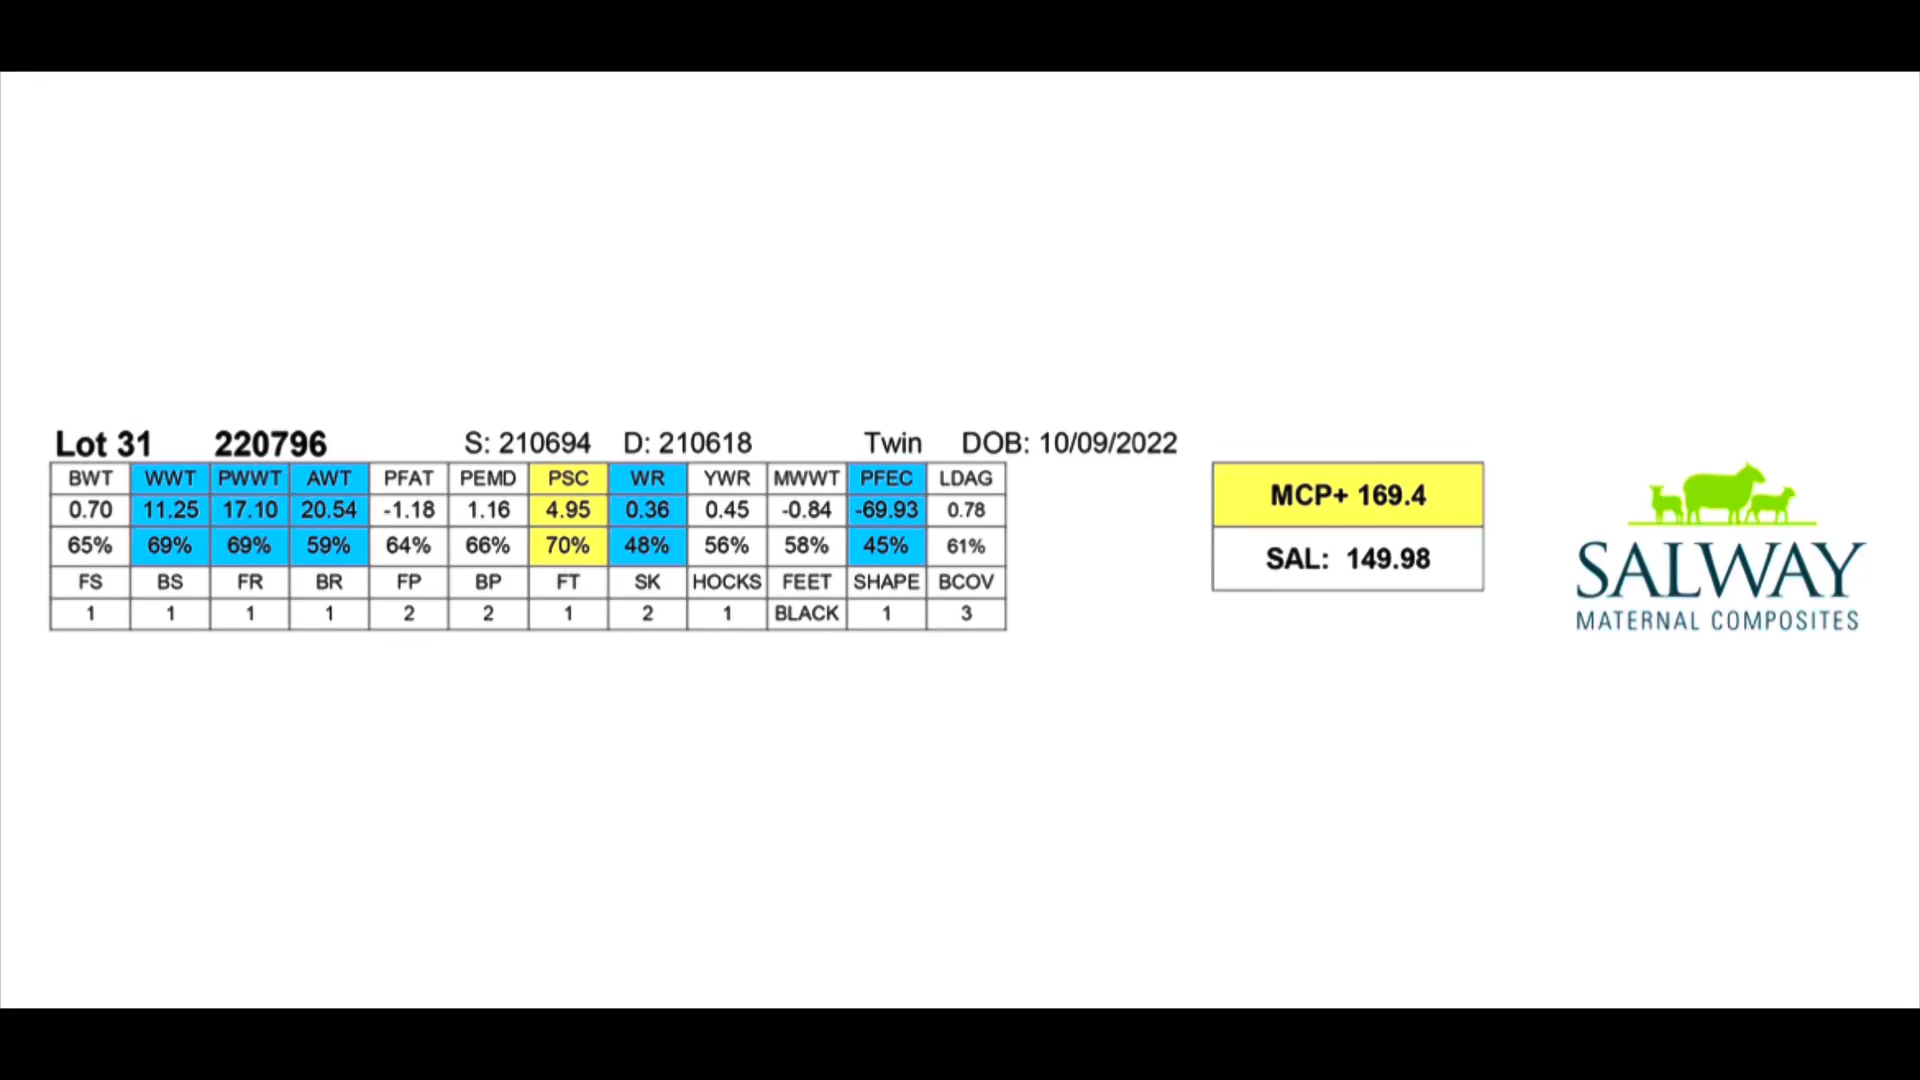 Lot 31 220796 S: 210694 D: 210618 Twin DOB: 10/09/2022
BWT WWT PWWT AWT PFAT PEMD PSC WR YWR MWWT PFEC LDAG
0.70 11.25 17.10 20.54 -1.18 1.16 4.95 0.36 0.45 -0.84 -69.93 0.78
65% 69% 69% 59% 64% 66% 70% 48% 56% 58% 45% 61%
FS BS FR BR FP BP FT SK HOCKS FEET SHAPE BCOV
1 1 1 1 2 2 1 2 1 BLACK 1 3
MCP+ 169.4
SAL: 149.98
SALWAY
MATERNAL COMPOSITES